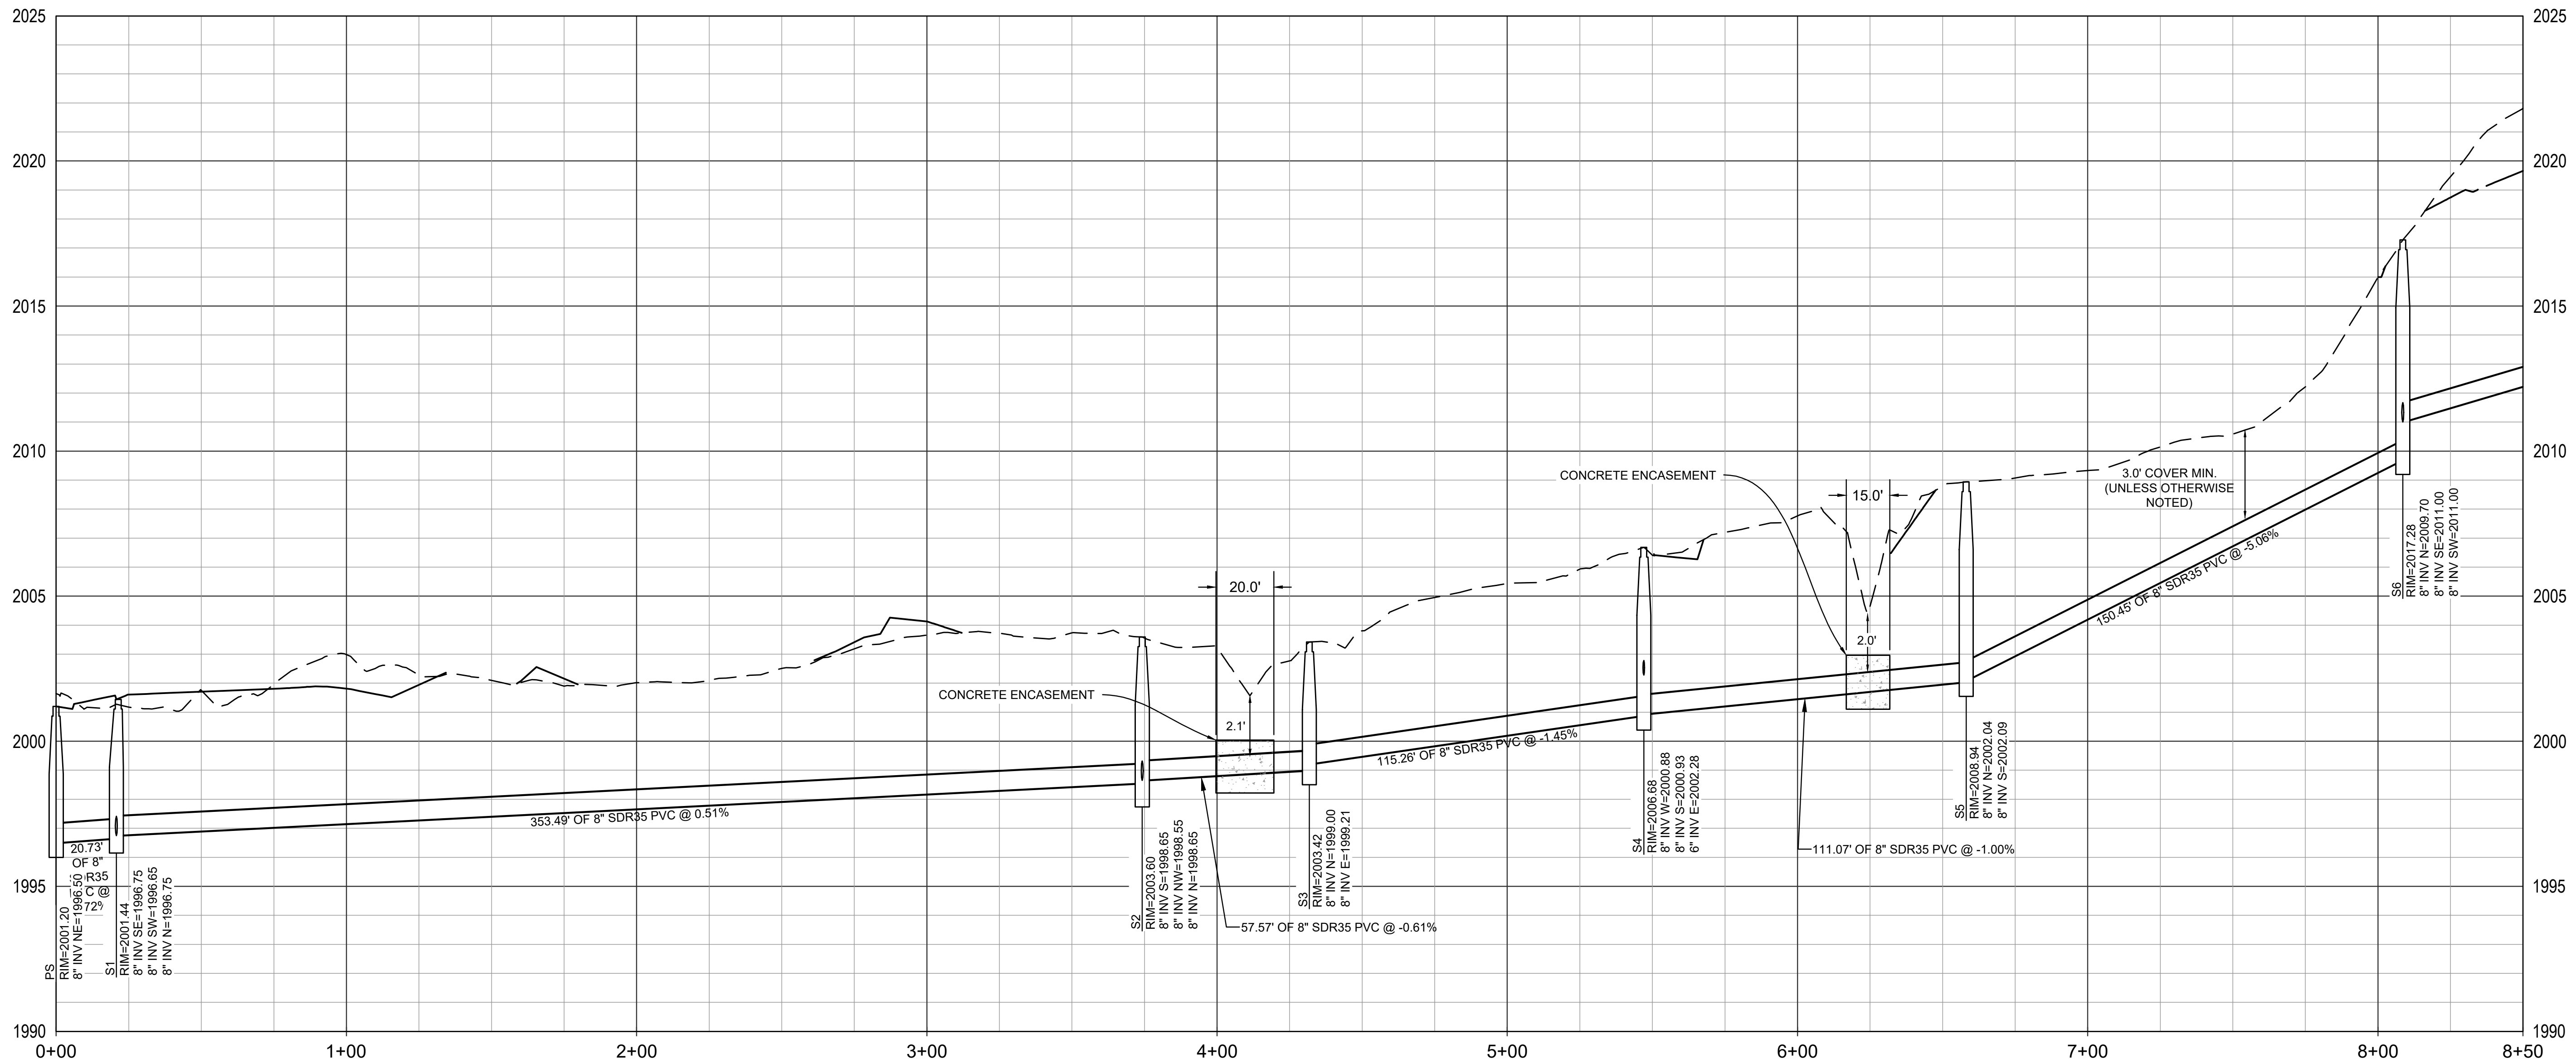 2025
2025
2020
2020
2015
2015
2010
2010
2005
2005
2000
2000
1995
1995
1990
1990
0+00
1+00
2+00
3+00
4+00
5+00
6+00
7+00
8+00
8+50
20.73'
OF 8"
C @
PS
RIM=2001.20
8" INV NE=1996.50
S1
RIM=2001.44
8" INV SE=1996.75
8" INV SW=1996.65
8" INV N=1996.75
353.49' OF 8" SDR35 PVC @ 0.51%
S2
RIM=2003.60
8" INV S=1998.65
8" INV NW=1998.55
8" INV N=1998.65
CONCRETE ENCASEMENT
20.0'
2.1'
57.57' OF 8" SDR35 PVC @ -0.61%
S3
RIM=2003.42
8" INV N=1999.00
8" INV E=1999.21
115.26' OF 8" SDR35 PVC @ -1.45%
S4
RIM=2006.68
8" INV W=2000.88
8" INV S=2000.93
6" INV E=2002.28
CONCRETE ENCASEMENT
15.0'
2.0'
111.07' OF 8" SDR35 PVC @ -1.00%
S5
RIM=2008.94
8" INV N=2002.04
8" INV S=2002.09
150.45' OF 8" SDR35 PVC @ -5.06%
3.0' COVER MIN.
(UNLESS OTHERWISE
NOTED)
S6
RIM=2017.28
8" INV N=2009.70
8" INV SE=2011.00
8" INV SW=2011.00